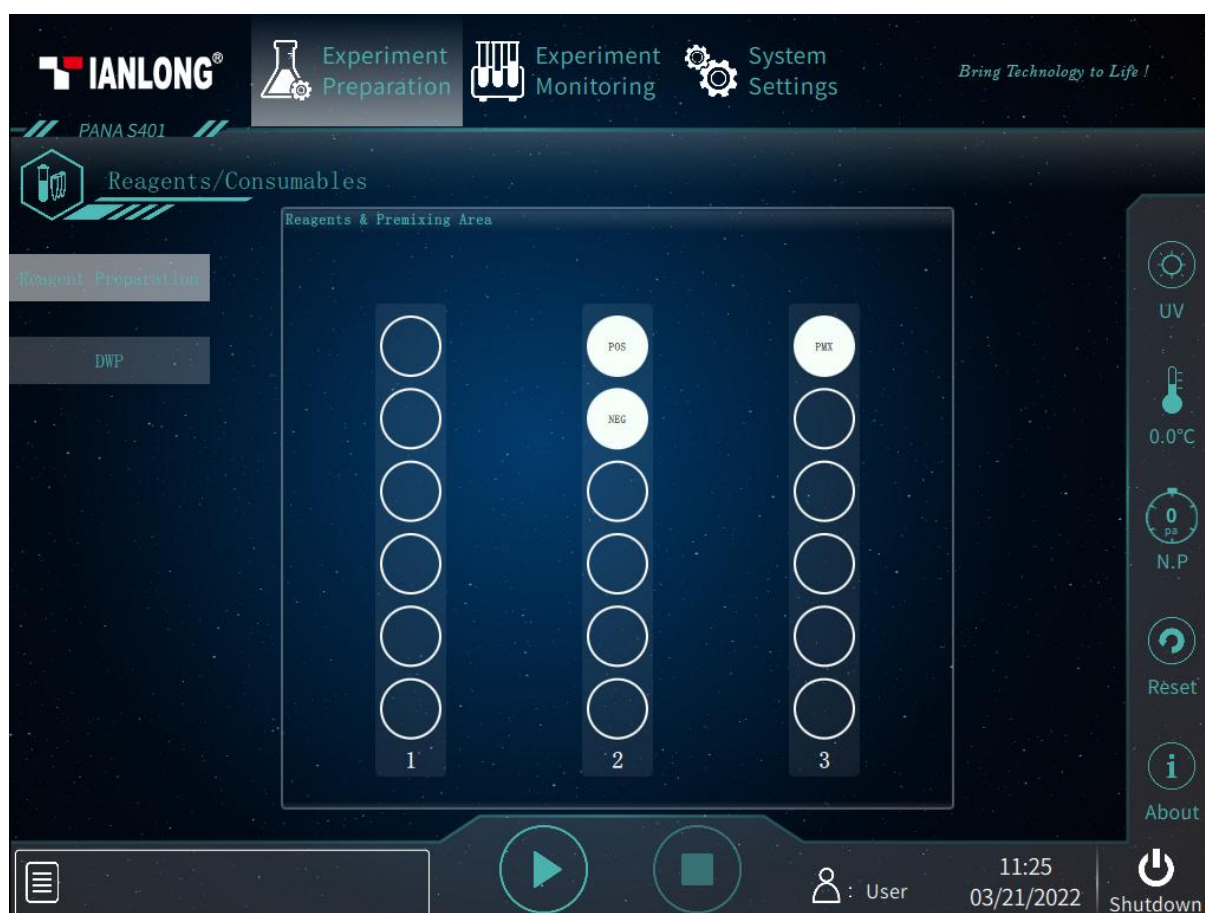 TIANLONG®
Experiment
Preparation
Experiment
Monitoring
System
Settings
Bring Technology to Life !
PANA S401
Reagents/Consumables
Reagents & Premixing Area
Reagent Preparation
DWP
POS
PMX
NEG
1
2
3
UV
0.0°C
0
pa
N.P
Reset
i
About
: User
11:25
03/21/2022
Shutdown